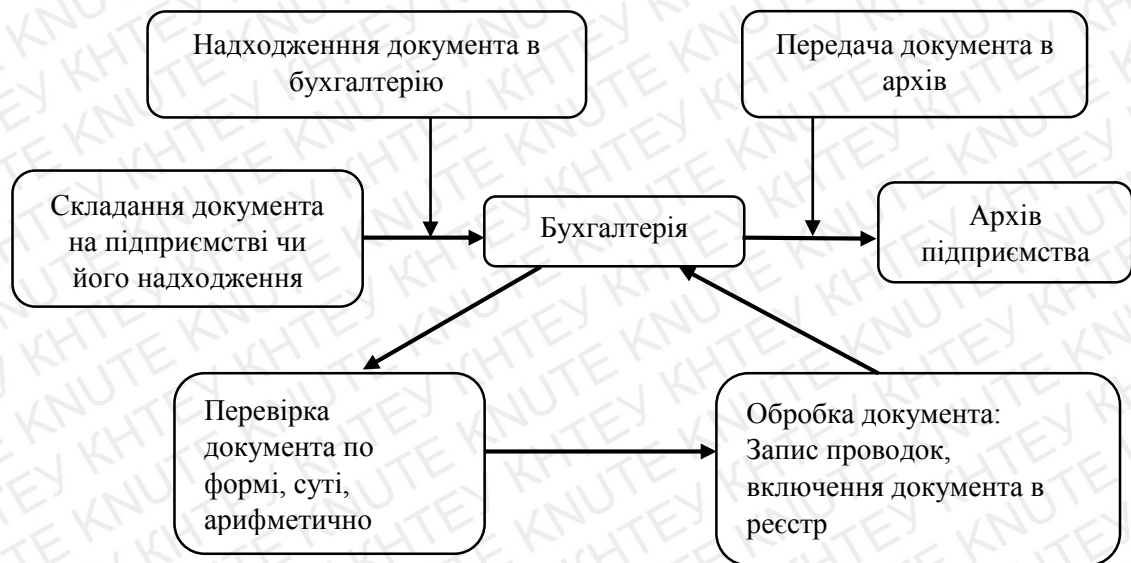 Надходженння документа в
бухгалтерію
Передача документа в
архів
Складання документа
на підприємстві чи
його надходження
Бухгалтерія
Архів
підприємства
Перевірка
документа по
формі, суті,
арифметично
Обробка документа:
Запис проводок,
включення документа в
реєстр